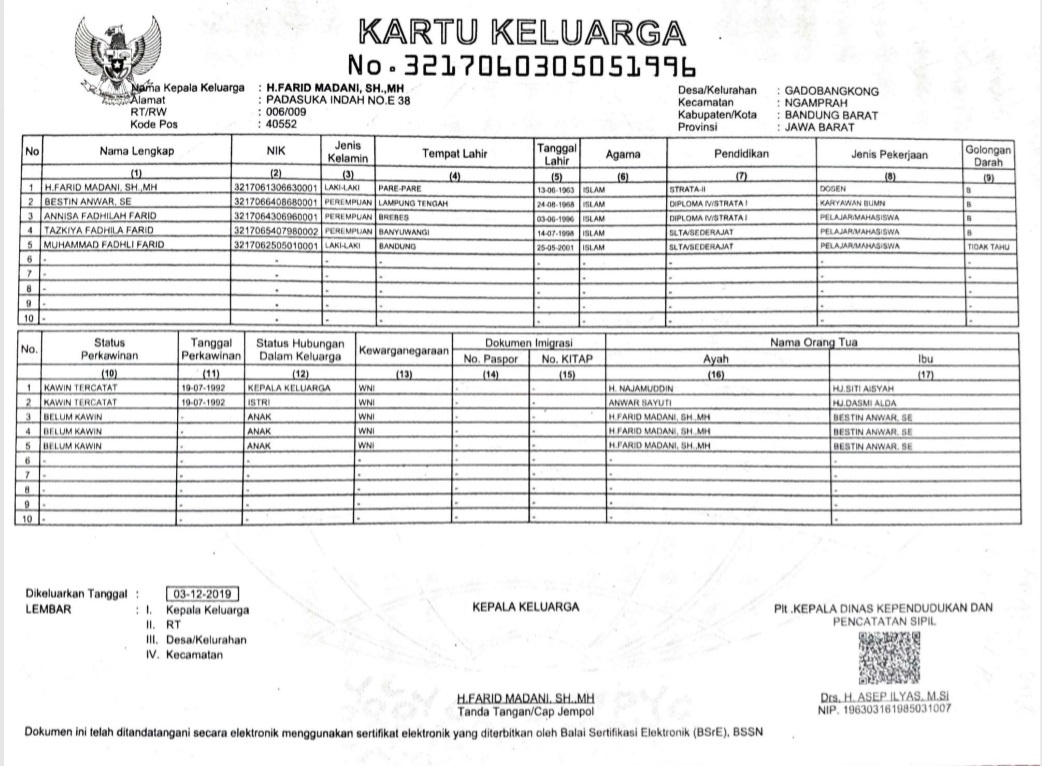 KARTU KELUARGA
No. 3217060305051996
Nama Kepala Keluarga : H.FARID MADANI, SH.,MH
Alamat : PADASUKA INDAH NO.E 38
RT/RW : 006/009
Kode Pos : 40552
Desa/Kelurahan : GADOBANGKONG
Kecamatan : NGAMPRAH
Kabupaten/Kota : BANDUNG BARAT
Provinsi : JAWA BARAT
No Nama Lengkap NIK Jenis Kelamin Tempat Lahir Tanggal Lahir Agama Pendidikan Jenis Pekerjaan Golongan Darah
(1) (2) (3) (4) (5) (6) (7) (8) (9)
1 H.FARID MADANI, SH.,MH 3217061306630001 LAKI-LAKI PARE-PARE 13-06-1963 ISLAM STRATA-II DOSEN B
2 BESTIN ANWAR, SE 3217066408680001 PEREMPUAN LAMPUNG TENGAH 24-08-1968 ISLAM DIPLOMA IV/STRATA I KARYAWAN BUMN B
3 ANNISA FADHILAH FARID 3217064306960001 PEREMPUAN BREBES 03-06-1996 ISLAM DIPLOMA IV/STRATA I PELAJAR/MAHASISWA B
4 TAZKIYA FADHILA FARID 3217065407980002 PEREMPUAN BANYUWANGI 14-07-1998 ISLAM SLTA/SEDERAJAT PELAJAR/MAHASISWA B
5 MUHAMMAD FADHLI FARID 3217062505010001 LAKI-LAKI BANDUNG 25-05-2001 ISLAM SLTA/SEDERAJAT PELAJAR/MAHASISWA TIDAK TAHU
6 - - - - - - - - -
7 - - - - - - - - -
8 - - - - - - - - -
9 - - - - - - - - -
10 - - - - - - - - -
No. Status Perkawinan Tanggal Perkawinan Status Hubungan Dalam Keluarga Kewarganegaraan Dokumen Imigrasi Nama Orang Tua
No. Paspor No. KITAP Ayah Ibu
(10) (11) (12) (13) (14) (15) (16) (17)
1 KAWIN TERCATAT 19-07-1992 KEPALA KELUARGA WNI - - H. NAJAMUDDIN HJ.SITI AISYAH
2 KAWIN TERCATAT 19-07-1992 ISTRI WNI - - ANWAR SAYUTI HJ.DASMI ALDA
3 BELUM KAWIN - ANAK WNI - - H.FARID MADANI, SH.,MH BESTIN ANWAR, SE
4 BELUM KAWIN - ANAK WNI - - H.FARID MADANI, SH.,MH BESTIN ANWAR, SE
5 BELUM KAWIN - ANAK WNI - - H.FARID MADANI, SH.,MH BESTIN ANWAR, SE
6 - - - - - - - -
7 - - - - - - - -
8 - - - - - - - -
9 - - - - - - - -
10 - - - - - - - -
Dikeluarkan Tanggal : 03-12-2019
LEMBAR : I. Kepala Keluarga
II. RT
III. Desa/Kelurahan
IV. Kecamatan
KEPALA KELUARGA
H.FARID MADANI, SH.,MH
Tanda Tangan/Cap Jempol
Plt .KEPALA DINAS KEPENDUDUKAN DAN
PENCATATAN SIPIL
Drs. H. ASEP ILYAS, M.Si
NIP. 196303161985031007
Dokumen ini telah ditandatangani secara elektronik menggunakan sertifikat elektronik yang diterbitkan oleh Balai Sertifikasi Elektronik (BSrE), BSSN